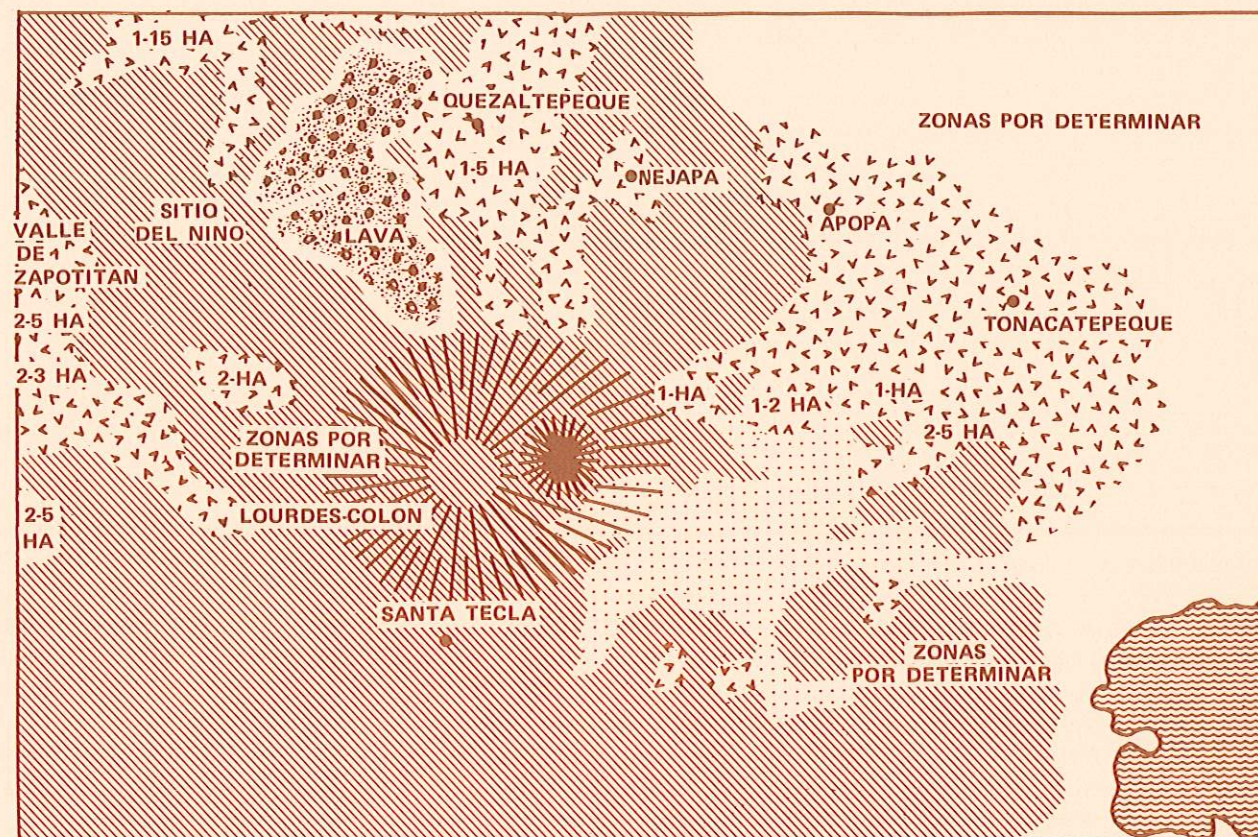 1-15 HA
QUEZALTEPEQUE
ZONAS POR DETERMINAR
1-5 HA
NEJAPA
SITIO
DEL NINO
LAVA
APOPA
VALLE
DE
ZAPOTITAN
2-5 HA
TONACATEPEQUE
2-3 HA
2-HA
1-HA
1-2 HA
1-HA
2-5 HA
ZONAS POR
DETERMINAR
LOURDES-COLON
2-5
HA
SANTA TECLA
ZONAS
POR DETERMINAR